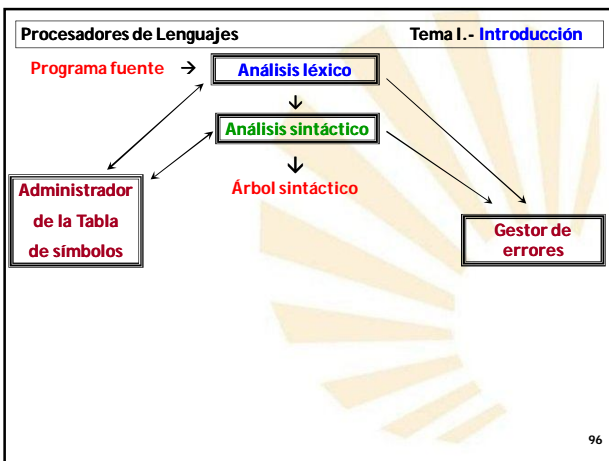 Procesadores de Lenguajes Tema I.- Introducción
Programa fuente → Análisis léxico
Análisis sintáctico
Árbol sintáctico
Administrador
de la Tabla
de símbolos
Gestor de
errores
96